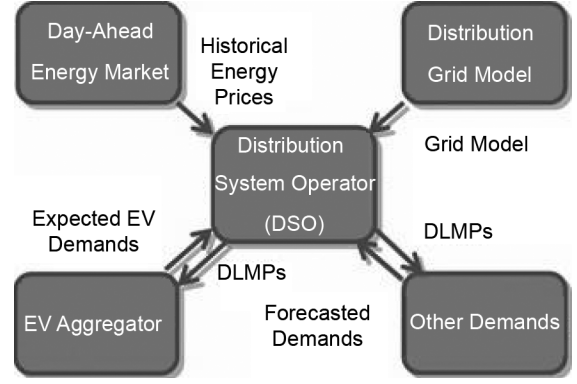 Day-Ahead
Energy Market
Historical
Energy
Prices
Distribution
Grid Model
Grid Model
Distribution
System Operator
(DSO)
Expected EV
Demands
DLMPs
DLMPs
EV Aggregator
Forecasted
Demands
Other Demands